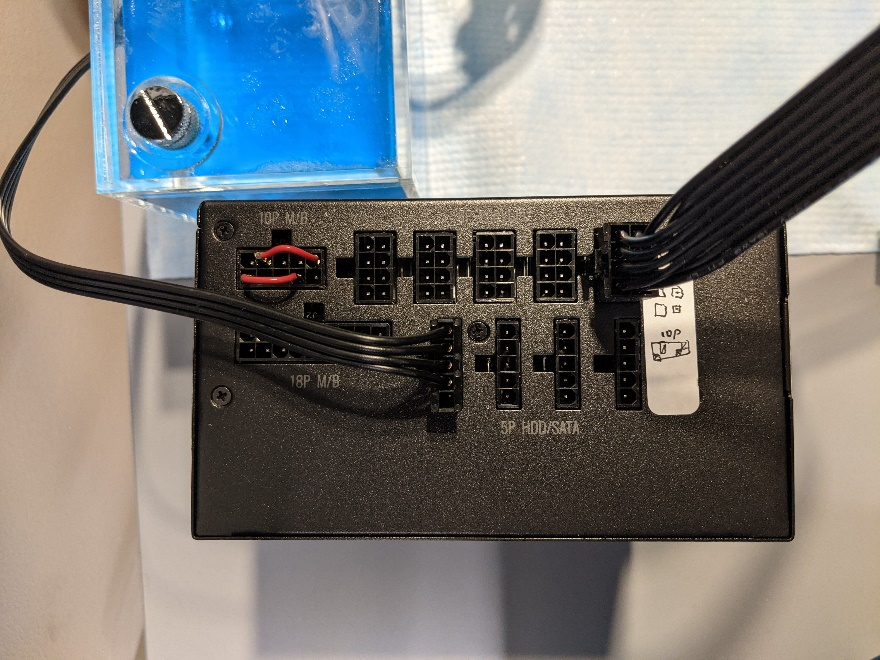 10P M/B
18P M/B
10P
5P HDD/SATA